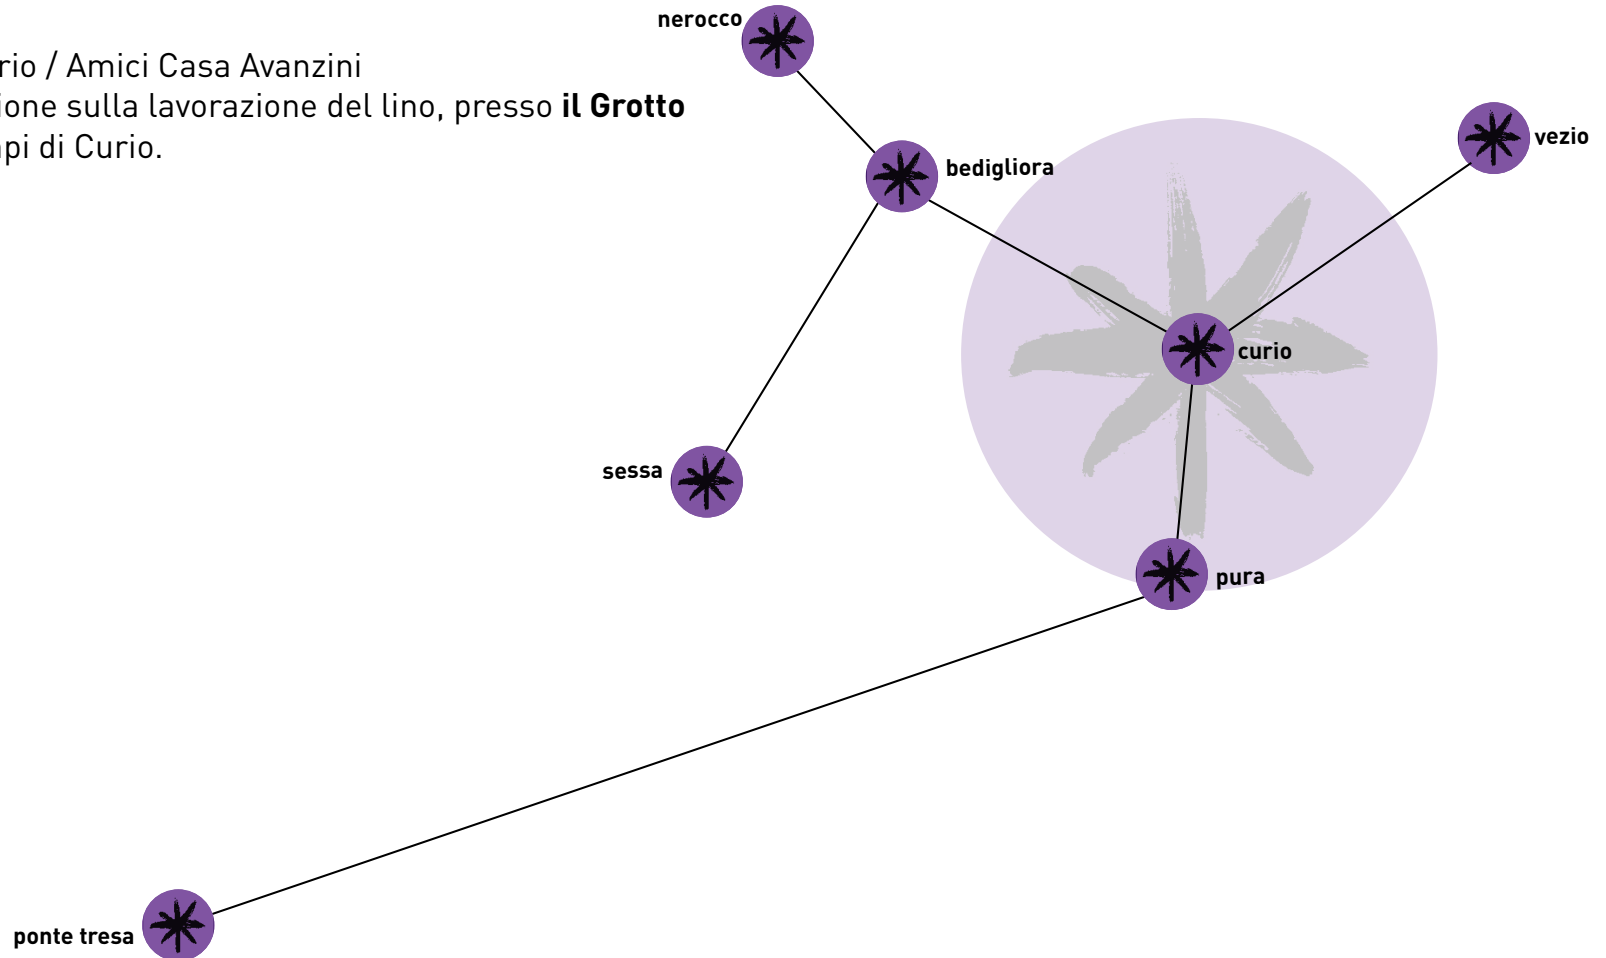 nerocco
rio / Amici Casa Avanzini
ione sulla lavorazione del lino, presso il Grotto
pi di Curio.
vezio
bedigliora
curio
sessa
pura
ponte tresa